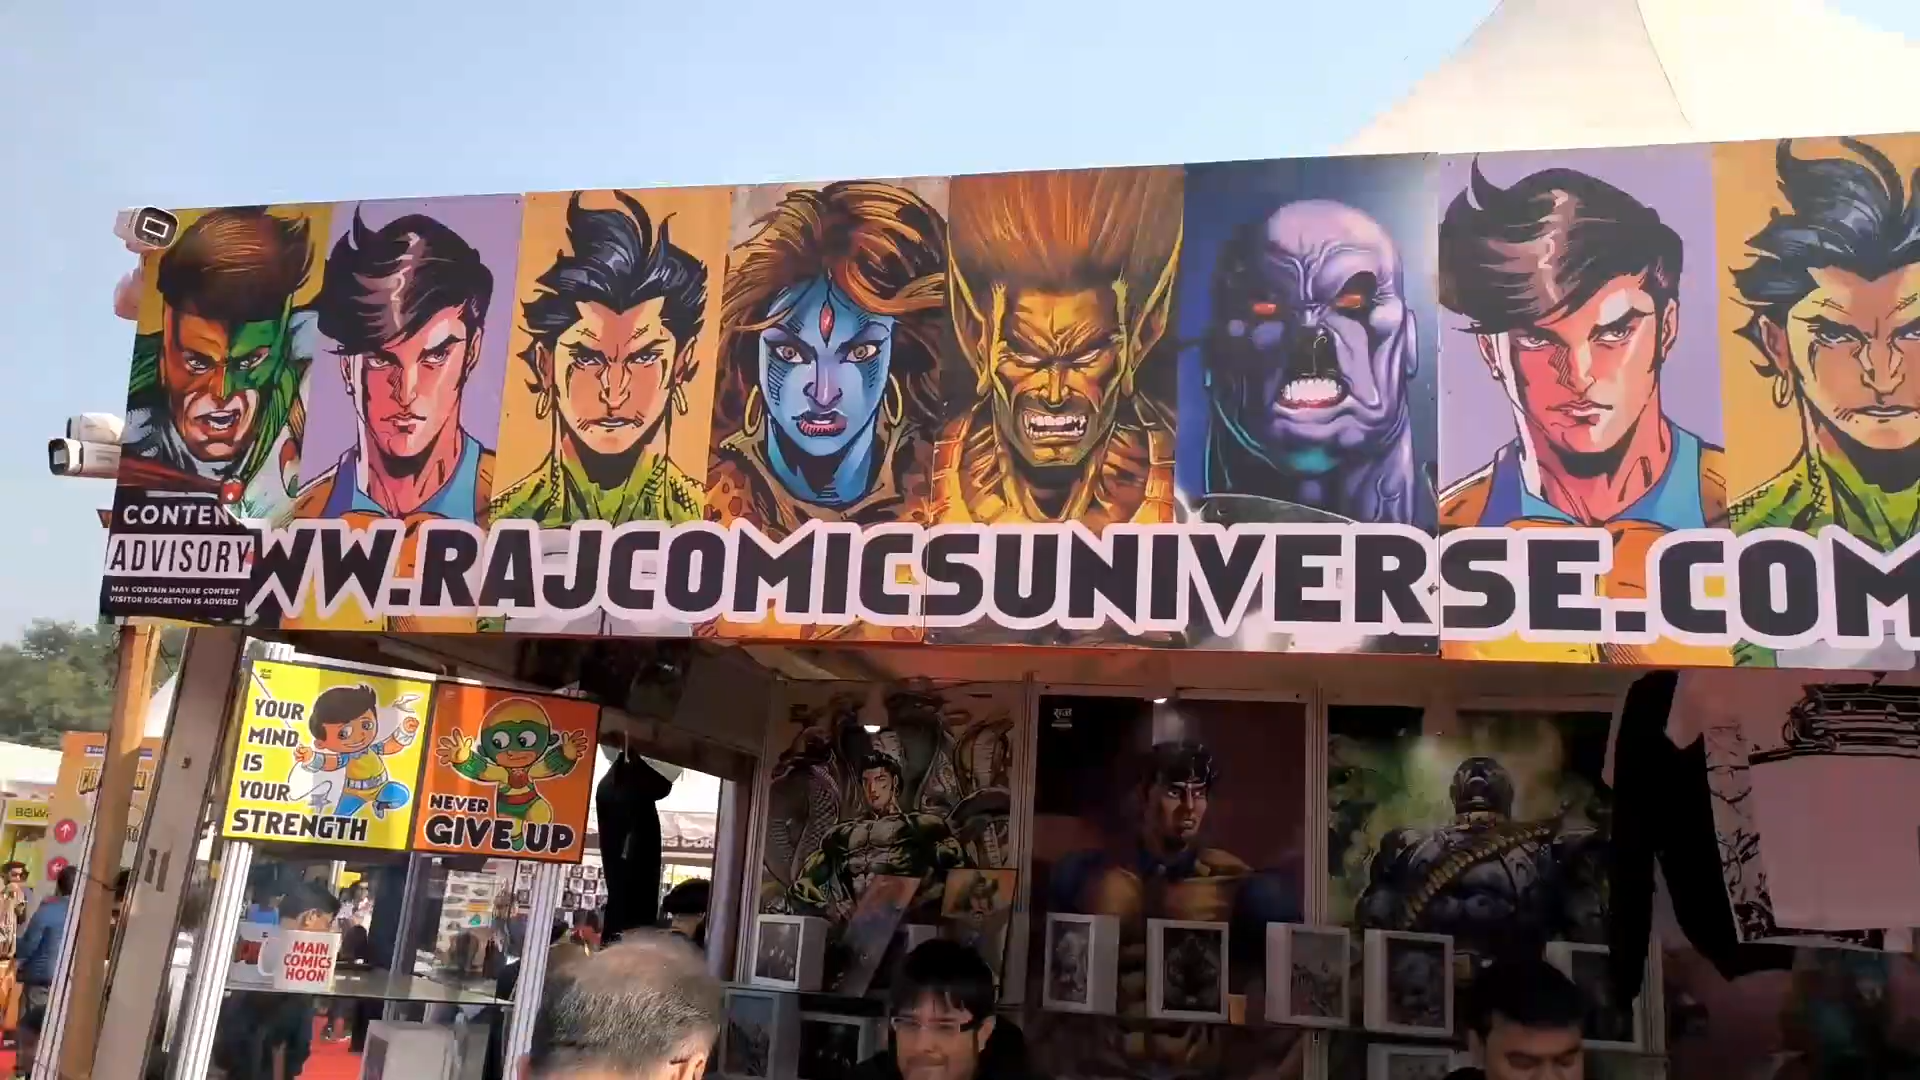 CONTENT
ADVISORY
MAY CONTAIN MATURE CONTENT
VISITOR DISCRETION IS ADVISED
WWW.RAJCOMICSUNIVERSE.COM
YOUR
MIND
IS
YOUR
STRENGTH
NEVER
GIVE UP
राज
MAIN
COMICS
HOON